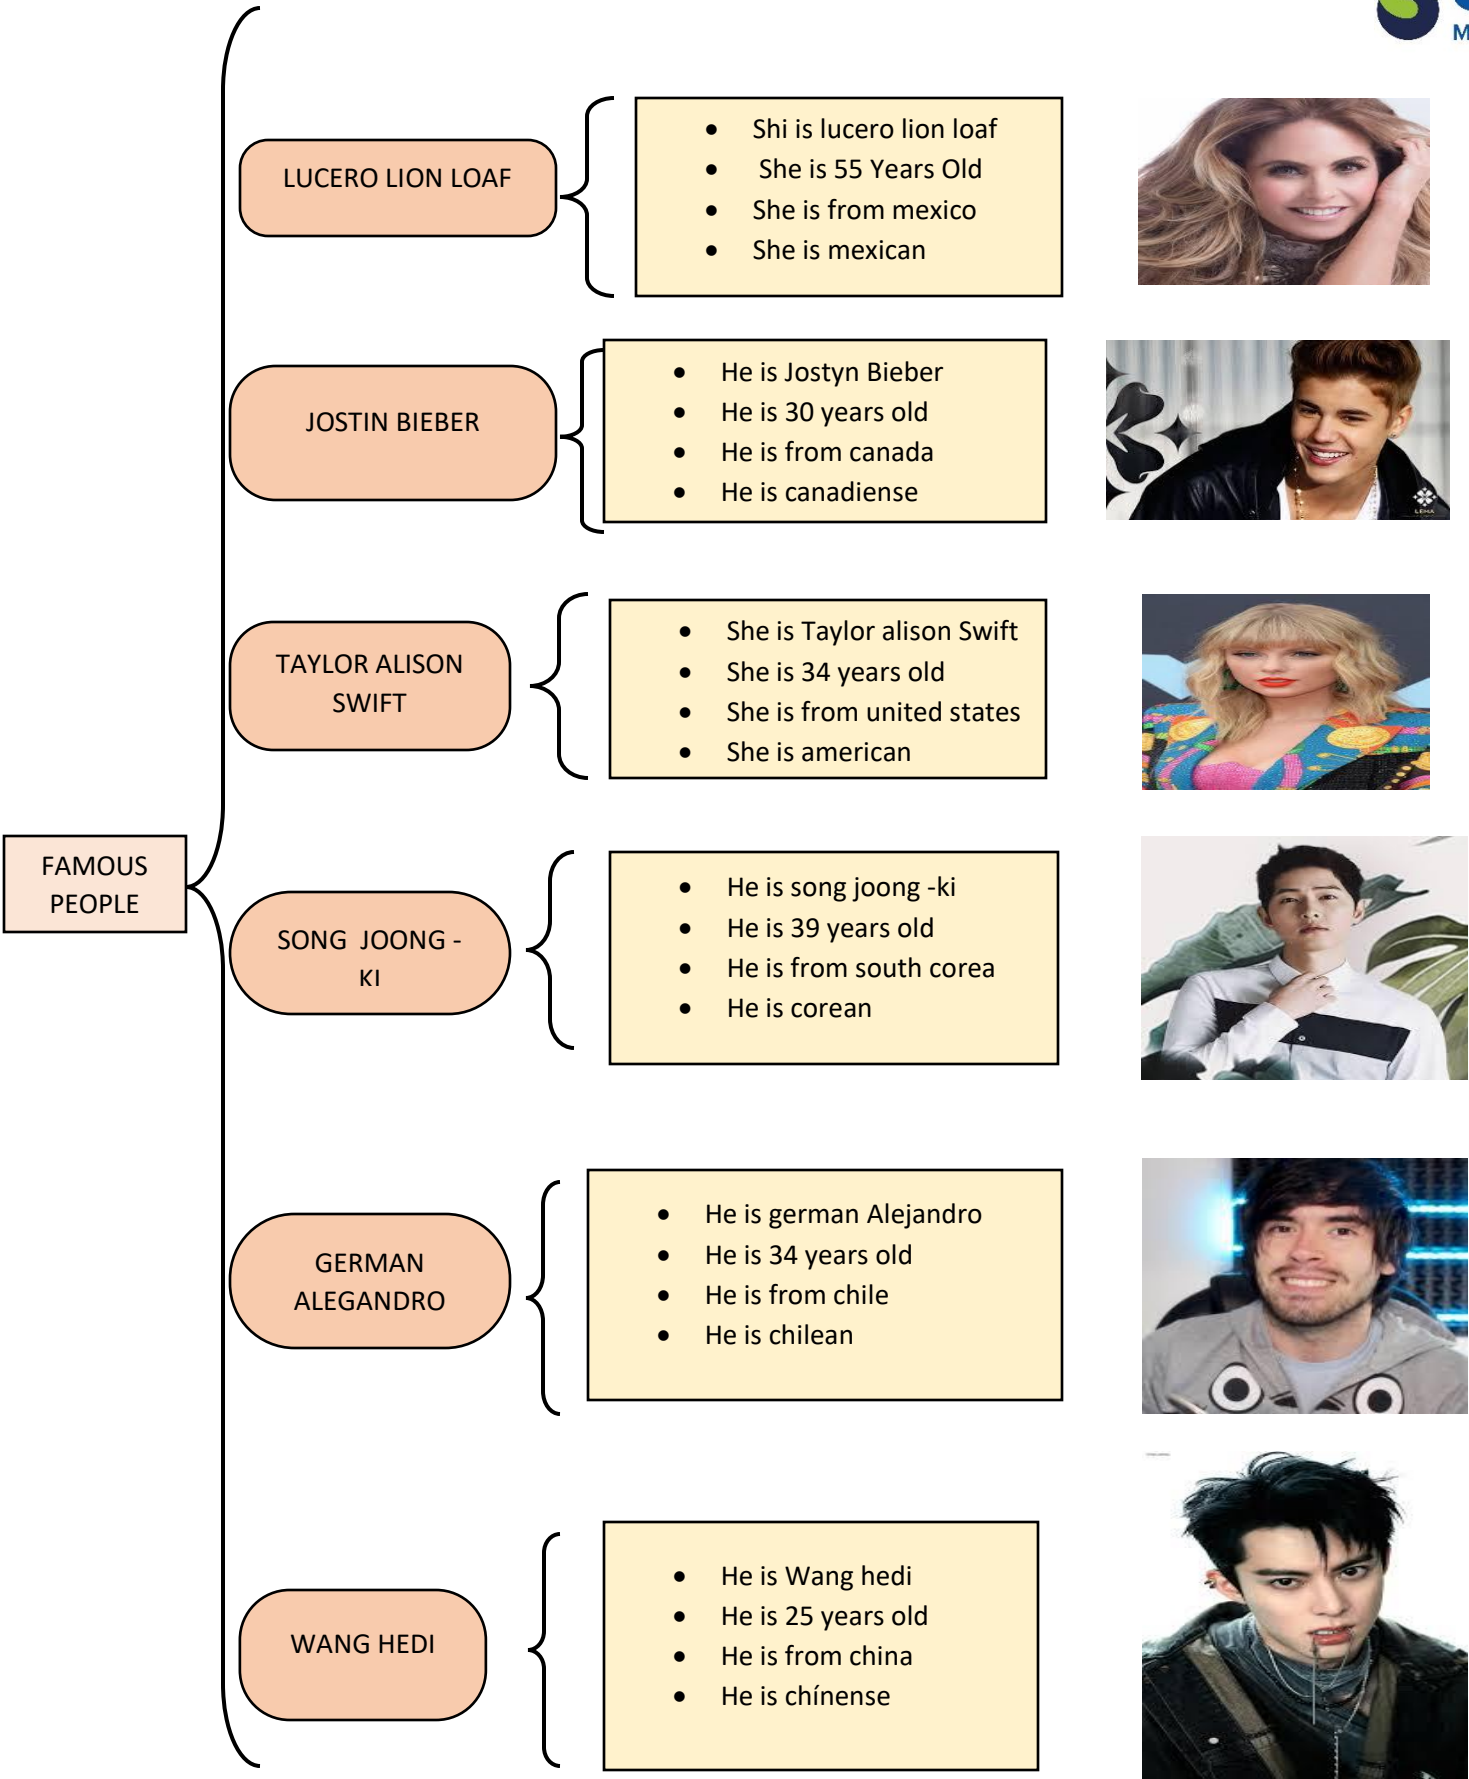 M
LUCERO LION LOAF
Shi is lucero lion loaf
She is 55 Years Old
She is from mexico
She is mexican
JOSTIN BIEBER
He is Jostyn Bieber
He is 30 years old
He is from canada
He is canadiense
LEMA
TAYLOR ALISON
SWIFT
She is Taylor alison Swift
She is 34 years old
She is from united states
She is american
FAMOUS
PEOPLE
SONG JOONG -
KI
He is song joong -ki
He is 39 years old
He is from south corea
He is corean
GERMAN
ALEGANDRO
He is german Alejandro
He is 34 years old
He is from chile
He is chilean
WANG HEDI
He is Wang hedi
He is 25 years old
He is from china
He is chínense